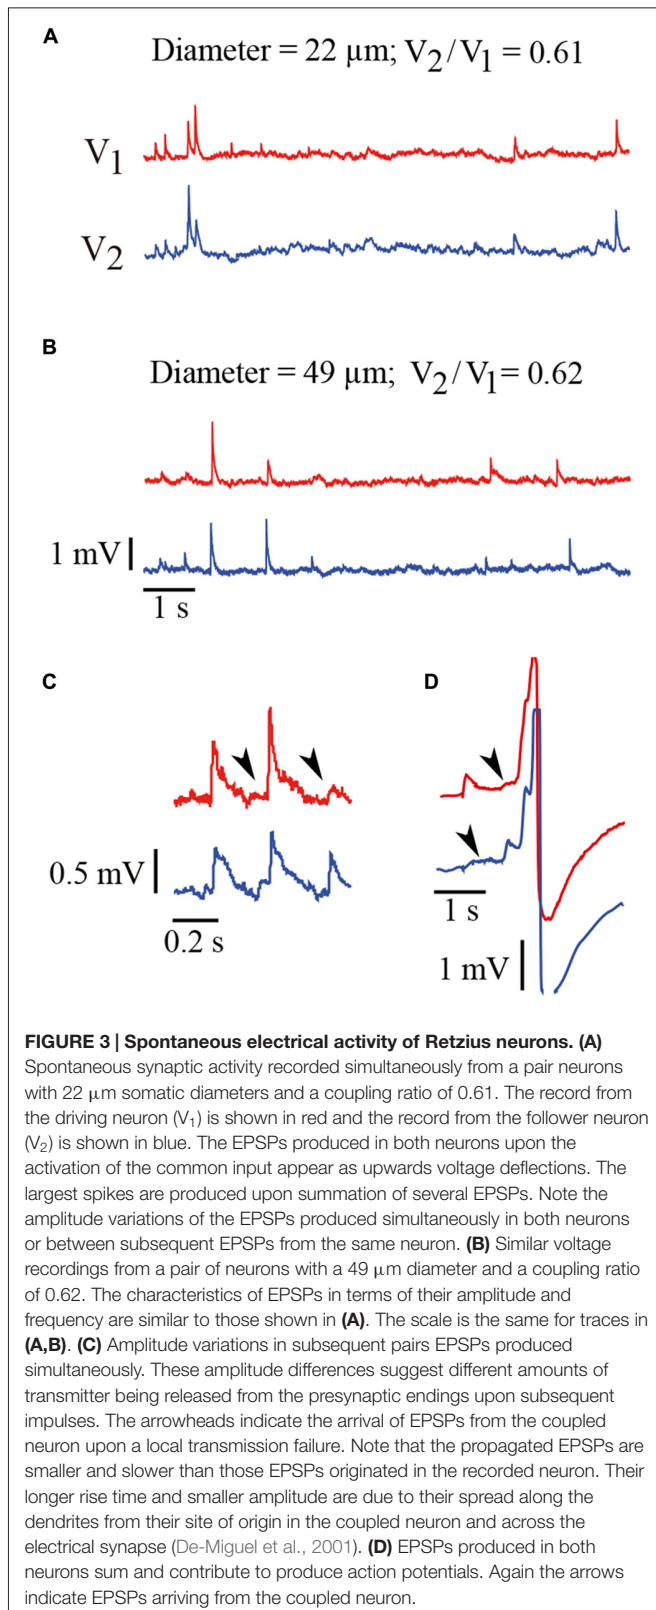 A
Diameter = 22 µm; V2/V1 = 0.61
V1
V2
B
Diameter = 49 µm; V2/V1 = 0.62
1 mV
1 s
C
D
0.5 mV
0.2 s
1 s
1 mV
FIGURE 3 | Spontaneous electrical activity of Retzius neurons. (A)
Spontaneous synaptic activity recorded simultaneously from a pair neurons
with 22 µm somatic diameters and a coupling ratio of 0.61. The record from
the driving neuron (V1) is shown in red and the record from the follower neuron
(V2) is shown in blue. The EPSPs produced in both neurons upon the
activation of the common input appear as upwards voltage deflections. The
largest spikes are produced upon summation of several EPSPs. Note the
amplitude variations of the EPSPs produced simultaneously in both neurons
or between subsequent EPSPs from the same neuron. (B) Similar voltage
recordings from a pair of neurons with a 49 µm diameter and a coupling ratio
of 0.62. The characteristics of EPSPs in terms of their amplitude and
frequency are similar to those shown in (A). The scale is the same for traces in
(A,B). (C) Amplitude variations in subsequent pairs EPSPs produced
simultaneously. These amplitude differences suggest different amounts of
transmitter being released from the presynaptic endings upon subsequent
impulses. The arrowheads indicate the arrival of EPSPs from the coupled
neuron upon a local transmission failure. Note that the propagated EPSPs are
smaller and slower than those EPSPs originated in the recorded neuron. Their
longer rise time and smaller amplitude are due to their spread along the
dendrites from their site of origin in the coupled neuron and across the
electrical synapse (De-Miguel et al., 2001). (D) EPSPs produced in both
neurons sum and contribute to produce action potentials. Again the arrows
indicate EPSPs arriving from the coupled neuron.